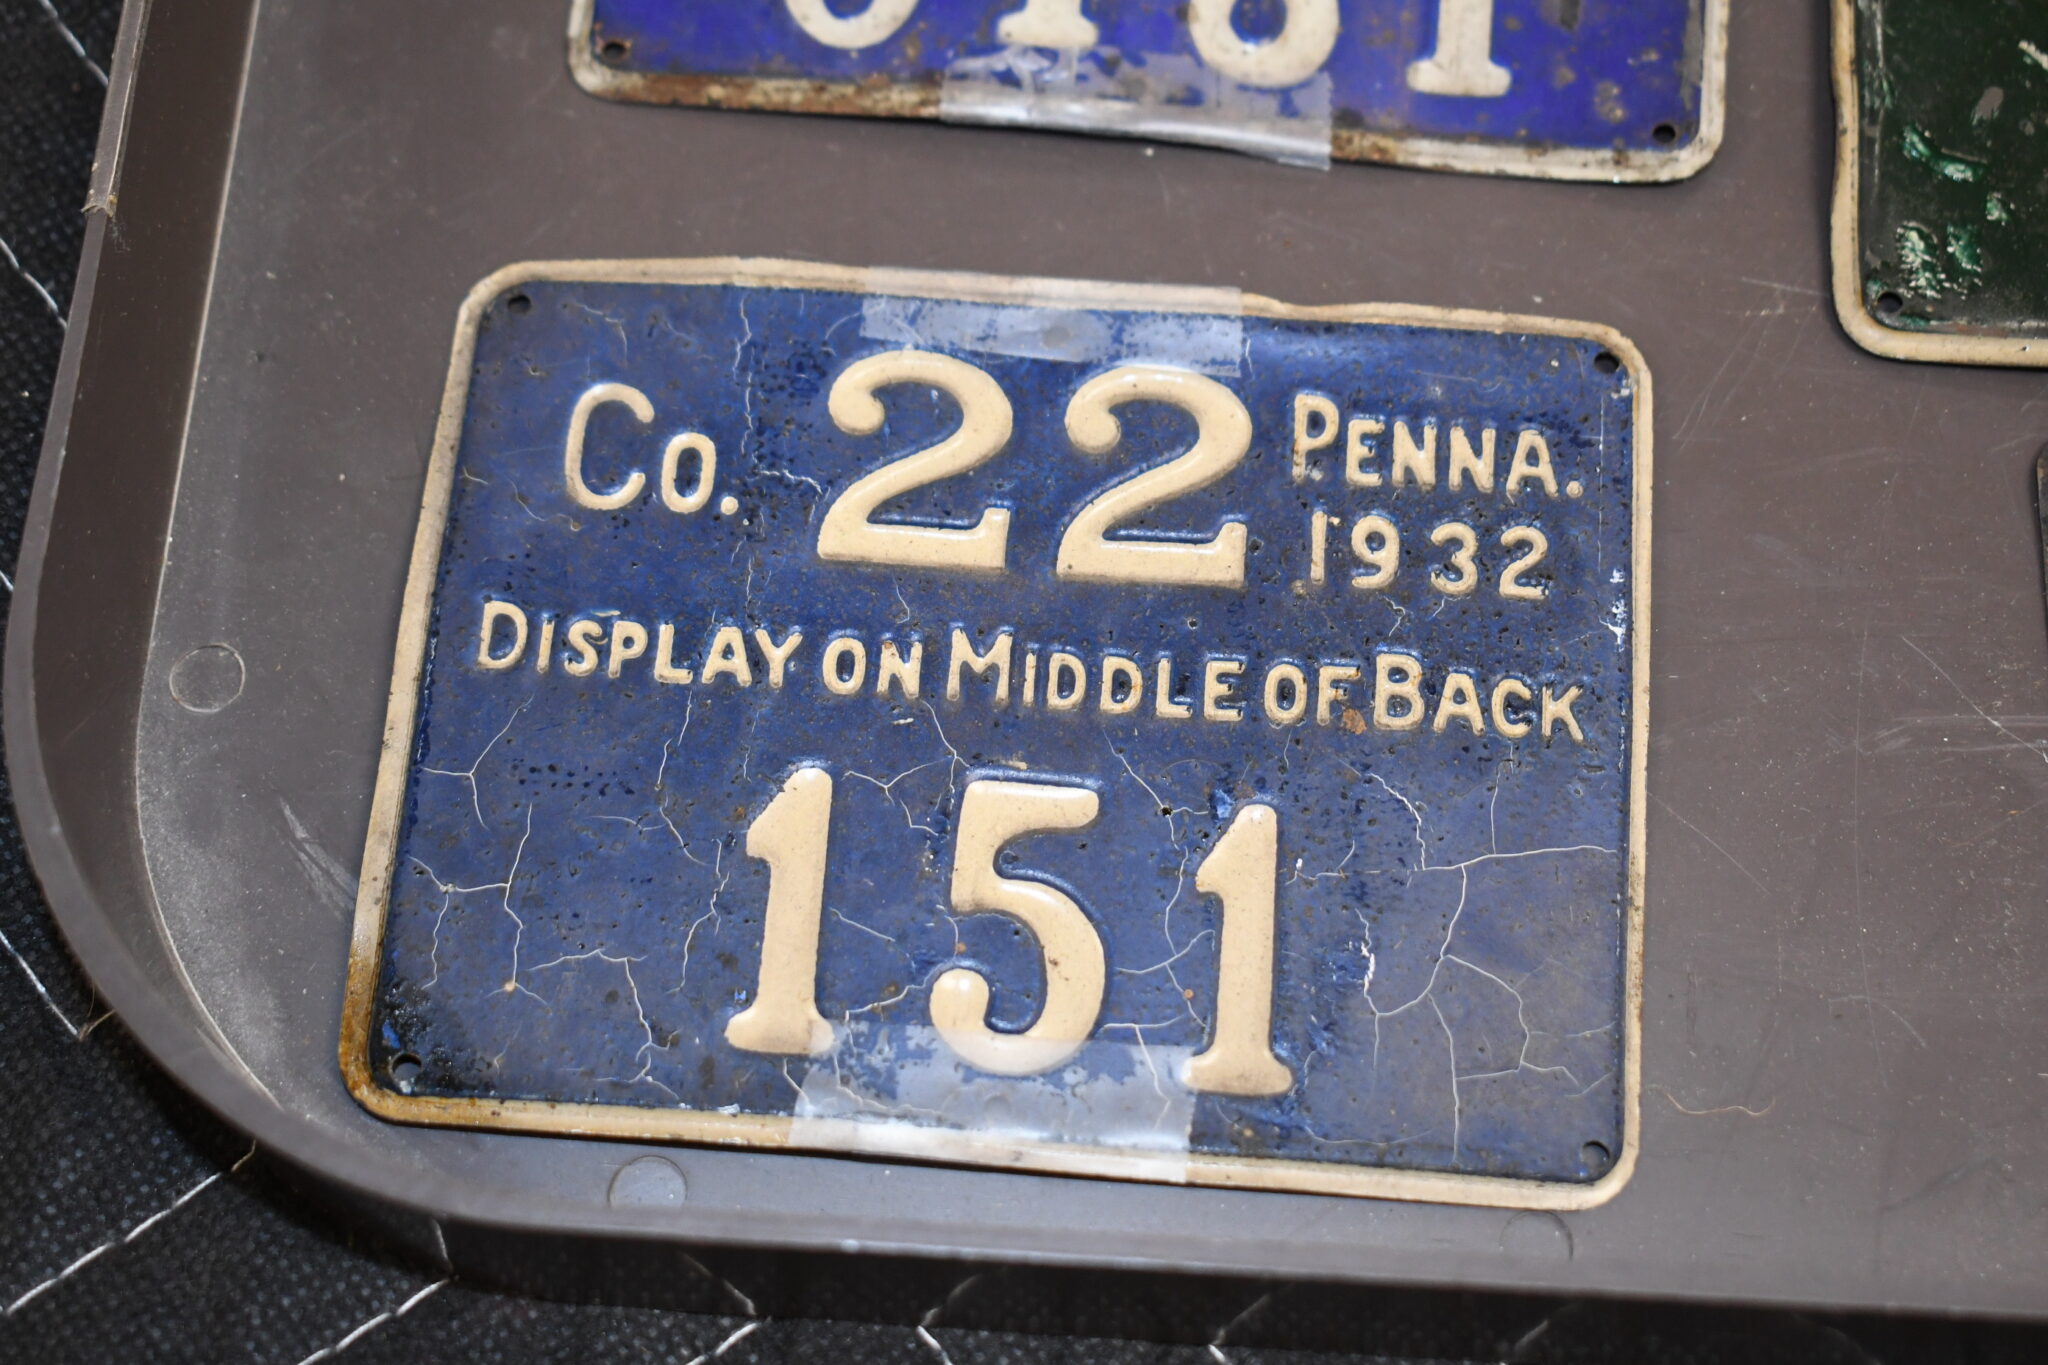 Co. 22 PENNA.
1932
DISPLAY ON MIDDLE OF BACK
151